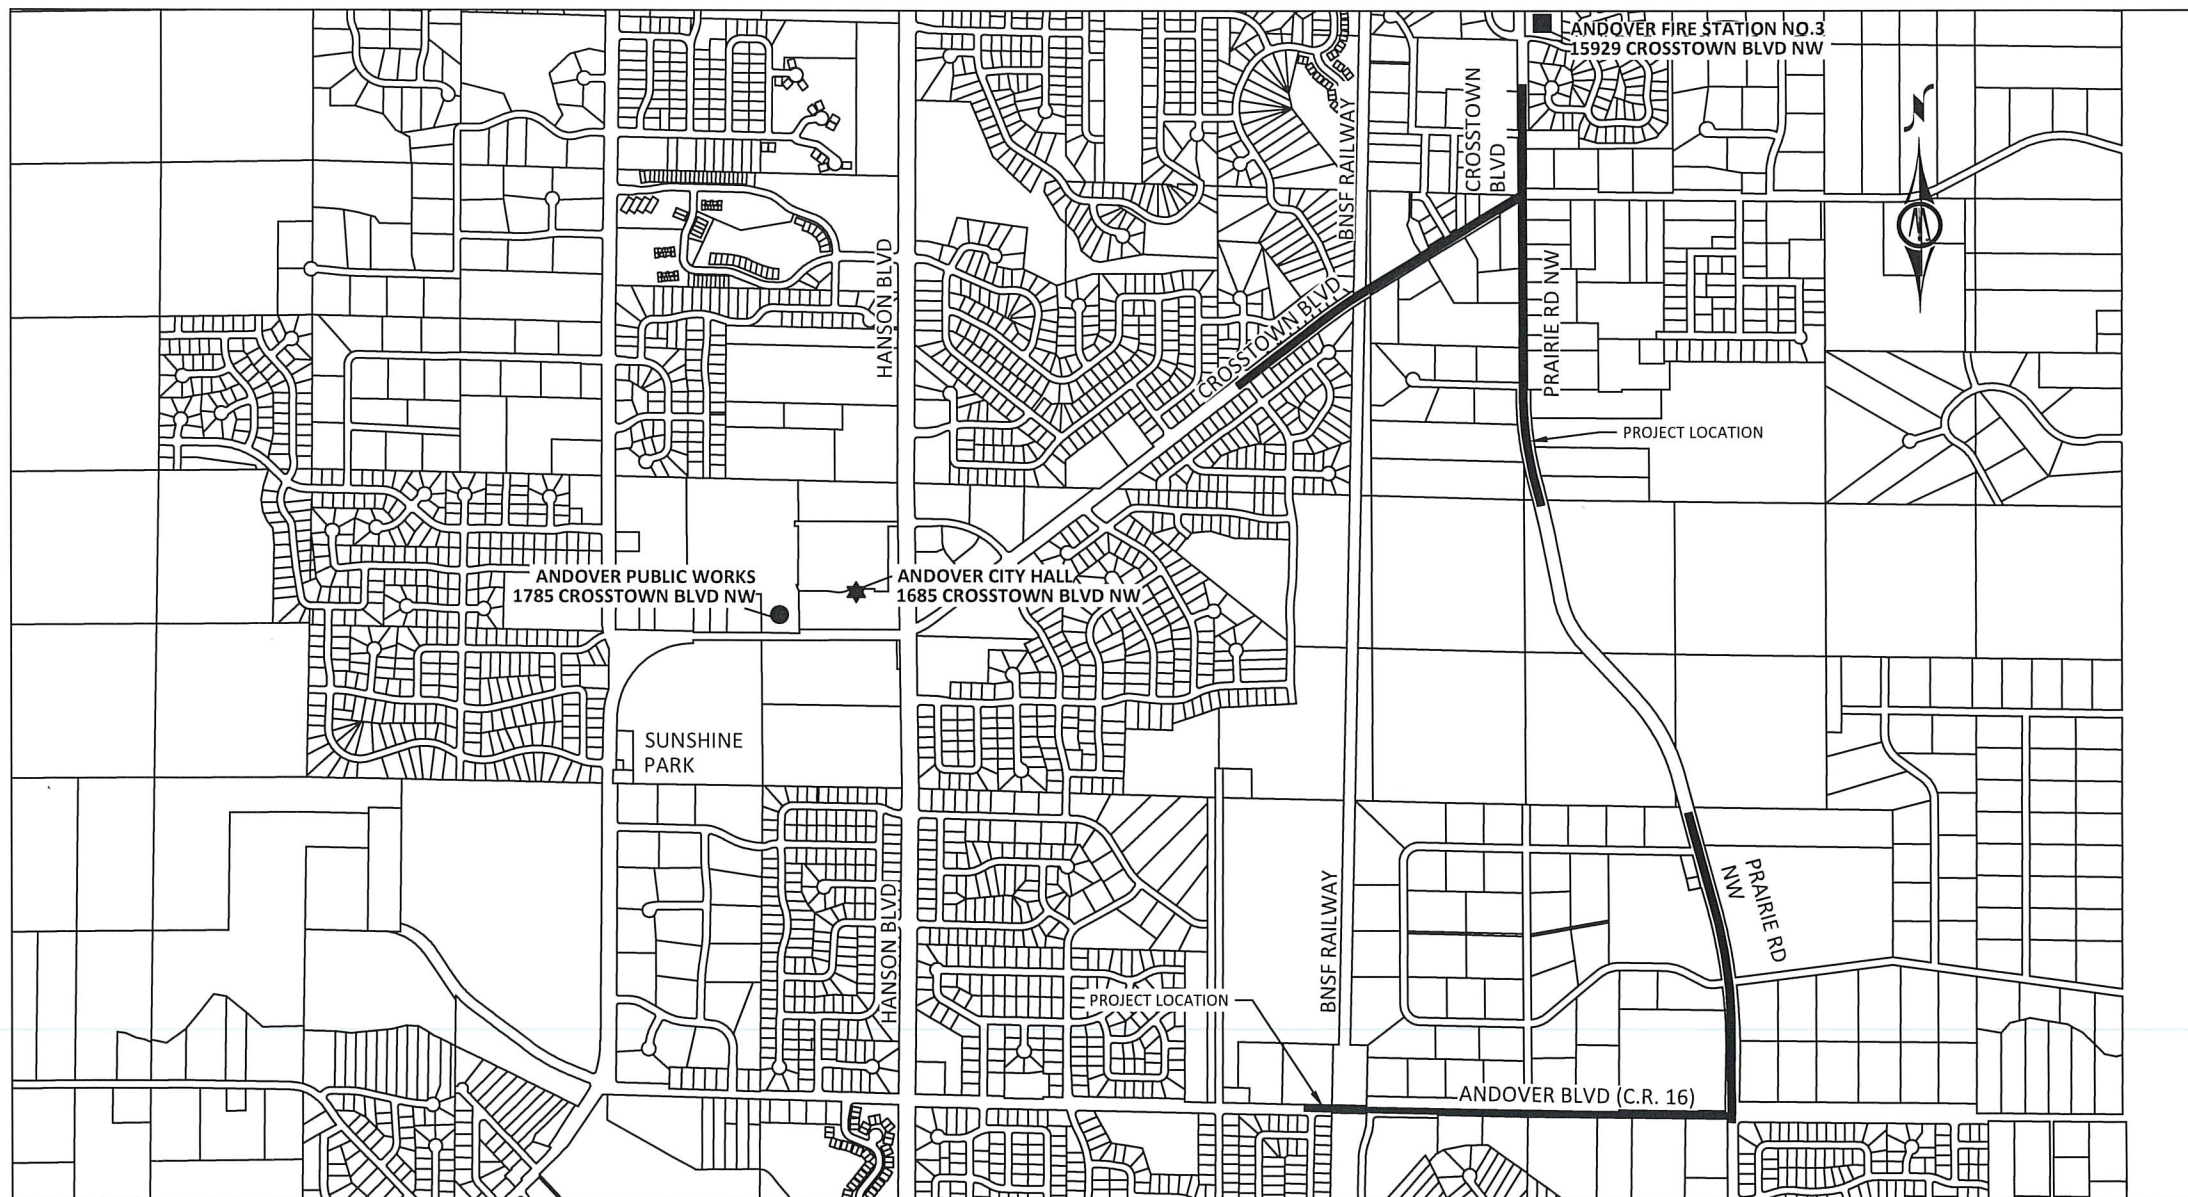 ANDOVER FIRE STATION NO.3
15929 CROSSTOWN BLVD NW
CROSSTOWN
BLVD
BNSF RAILWAY
N
HANSON BLVD
CROSSTOWN BLVD
PRAIRIE RD NW
PROJECT LOCATION
ANDOVER PUBLIC WORKS
1785 CROSSTOWN BLVD NW
ANDOVER CITY HALL
1685 CROSSTOWN BLVD NW
SUNSHINE
PARK
HANSON BLVD
BNSF RAILWAY
PRAIRIE RD
NW
PROJECT LOCATION
ANDOVER BLVD (C.R. 16)